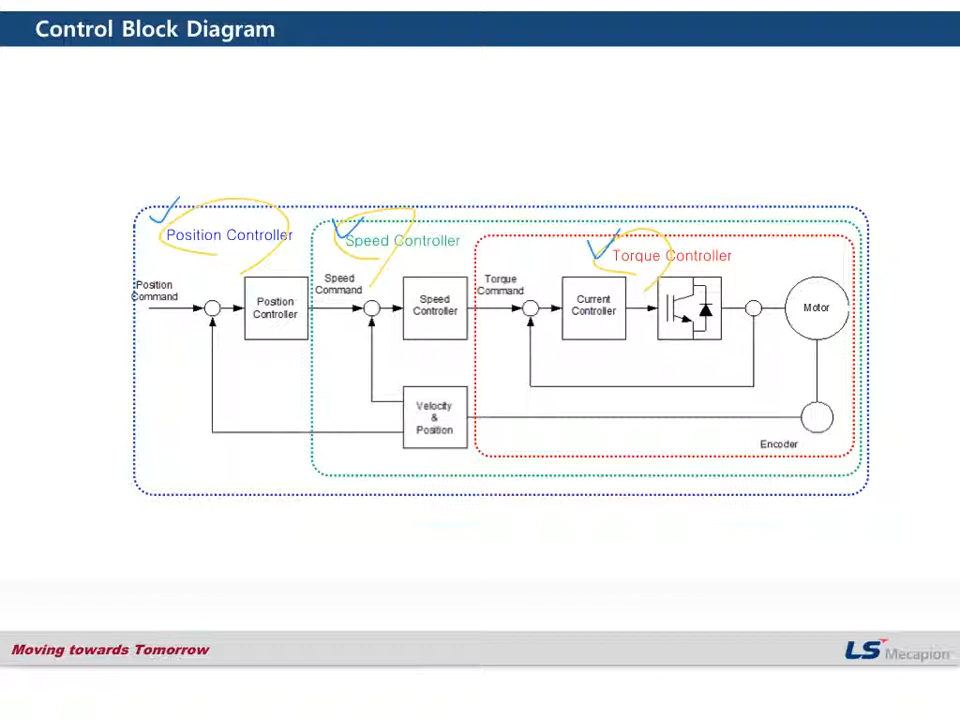 Control Block Diagram
Position Controller
Speed Controller
Torque Controller
Position
Command
Position
Controller
Speed
Command
Speed
Controller
Torque
Command
Current
Controller
Motor
Velocity
&
Position
Encoder
Moving towards Tomorrow
LS Mecapion